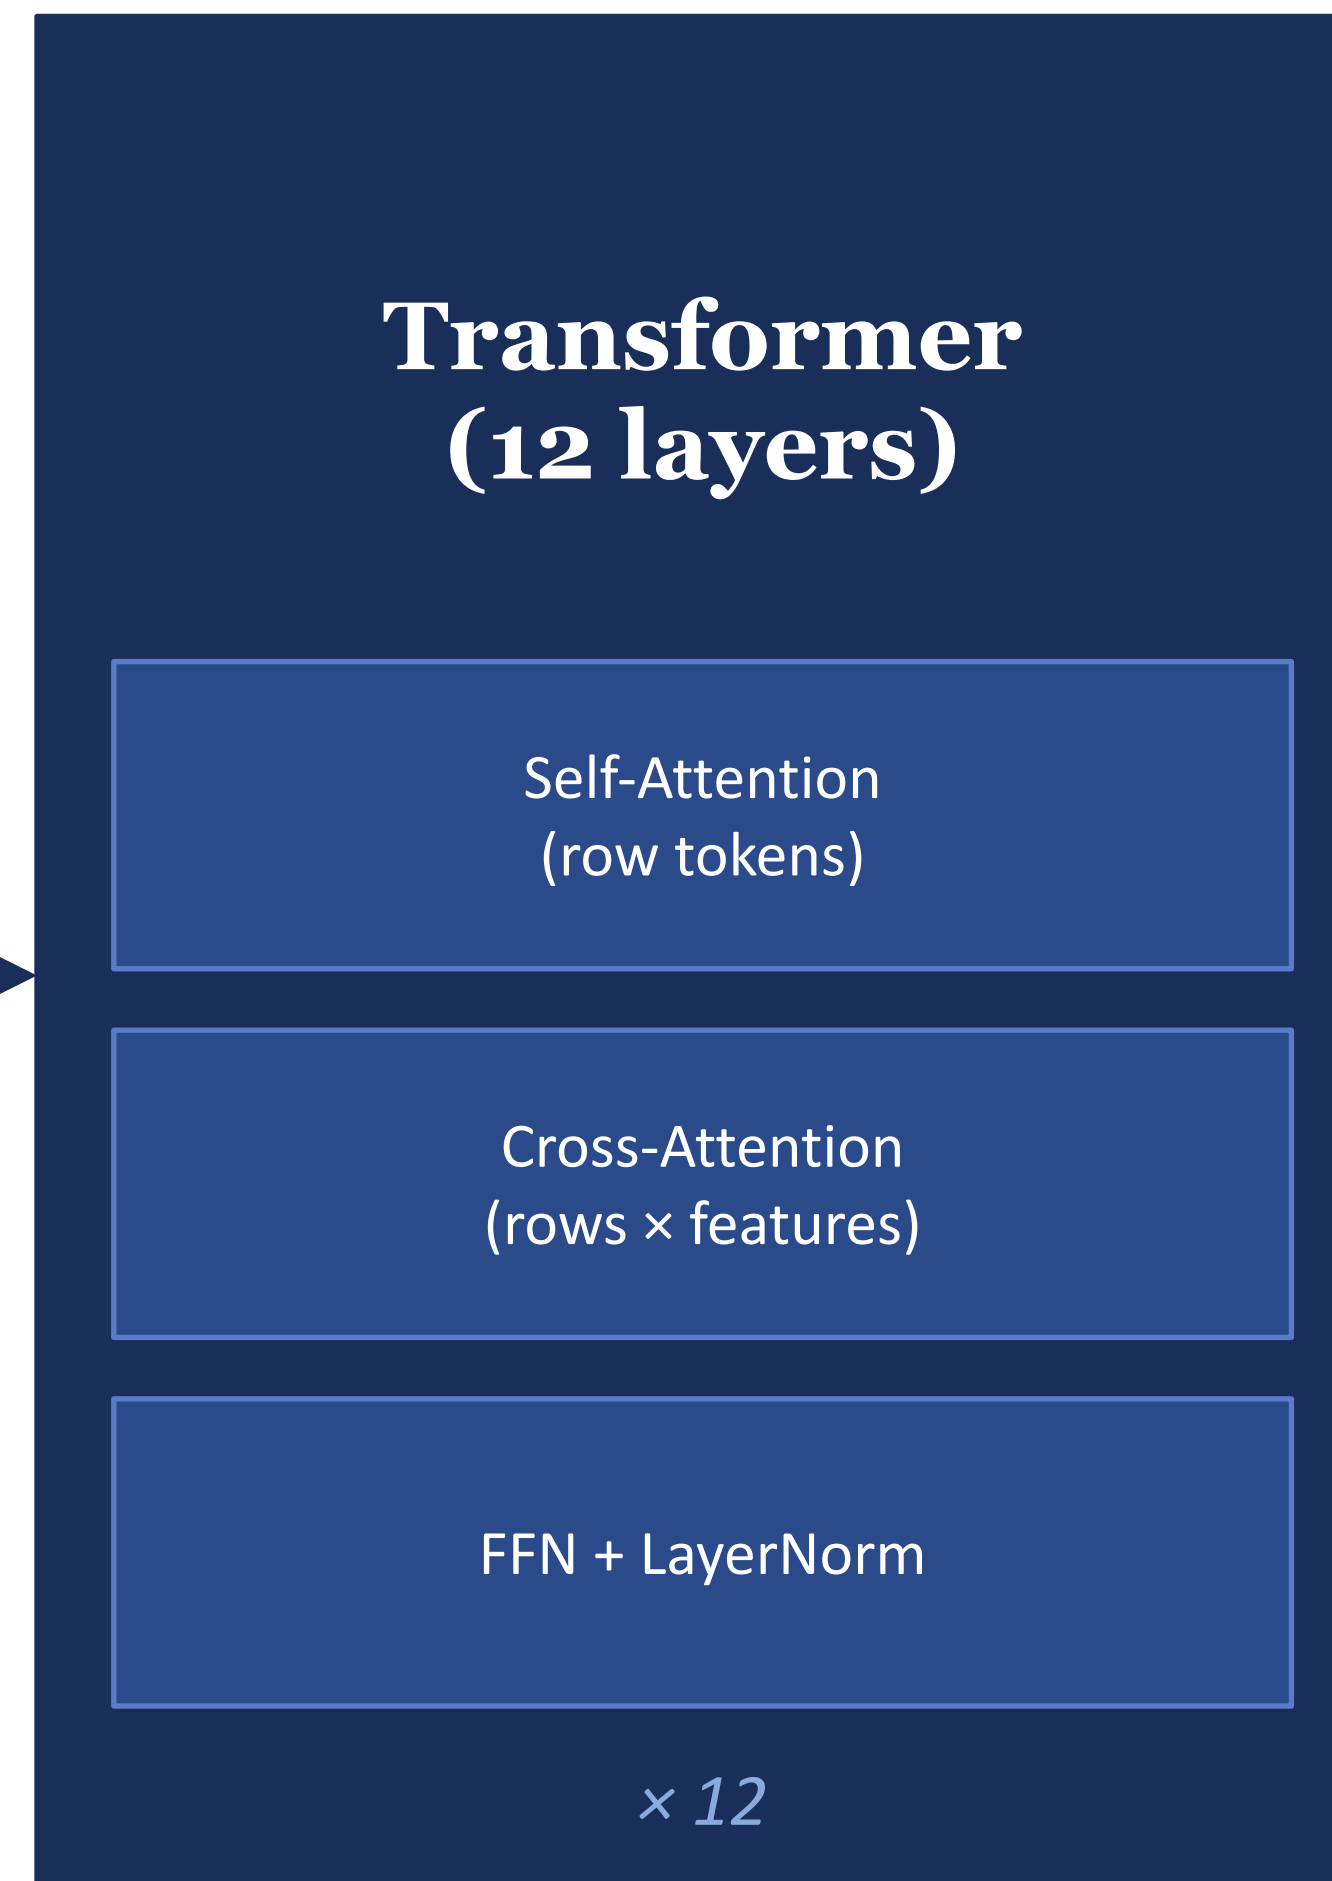 Transformer
(12 layers)
Self-Attention
(row tokens)
Cross-Attention
(rows × features)
FFN + LayerNorm
× 12